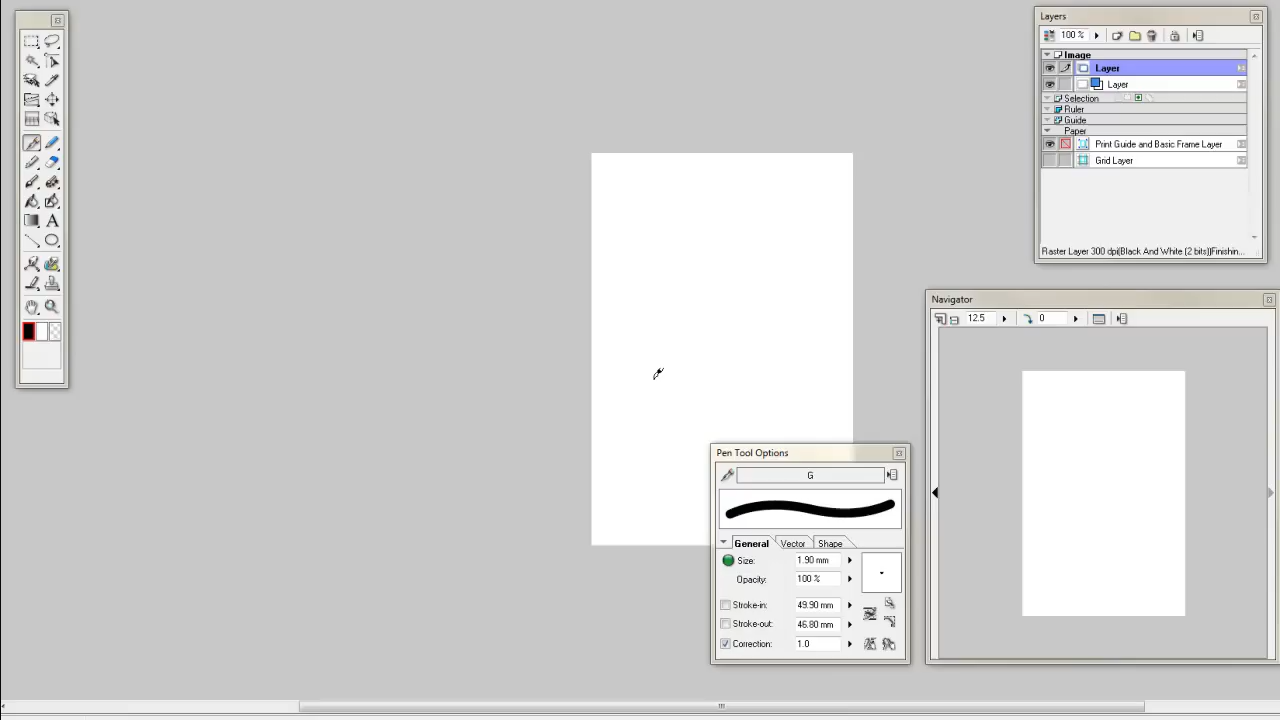 Layers
100 %
Image
Layer
Layer
Selection
Ruler
Guide
Paper
Print Guide and Basic Frame Layer
Grid Layer
Raster Layer 300 dpi(Black And White (2 bits))Finishin...
Navigator
12.5
0
A
Pen Tool Options
G
General
Vector
Shape
Size:
1.90 mm
Opacity:
100 %
Stroke-in:
49.90 mm
Stroke-out:
46.80 mm
Correction:
1.0